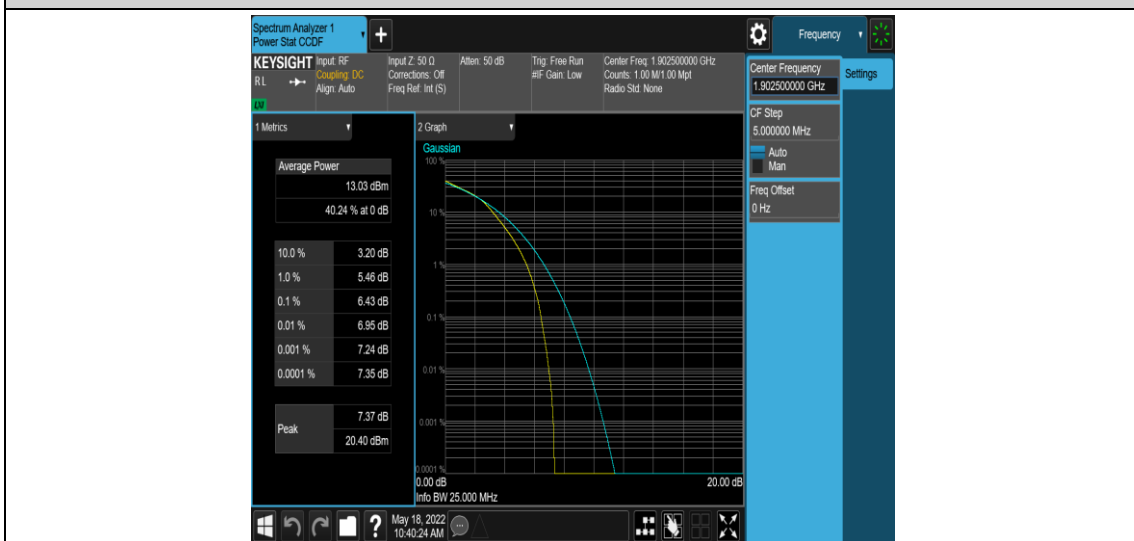 Spectrum Analyzer 1
Power Stat CCDF
Frequency
KEYSIGHT
RL
LXI
Input: RF
Coupling: DC
Align: Auto
Input Z: 50 Ω
Corrections: Off
Freq Ref: Int (S)
Atten: 50 dB
Trig: Free Run
#IF Gain: Low
Center Freq: 1.902500000 GHz
Counts: 1.00 M/1.00 Mpt
Radio Std: None
Center Frequency
1.902500000 GHz
Settings
CF Step
5.000000 MHz
Auto
Man
Freq Offset
0 Hz
1 Metrics
Average Power
13.03 dBm
40.24 % at 0 dB
10.0 % 3.20 dB
1.0 % 5.46 dB
0.1 % 6.43 dB
0.01 % 6.95 dB
0.001 % 7.24 dB
0.0001 % 7.35 dB
Peak
7.37 dB
20.40 dBm
2 Graph
Gaussian
100 %
10 %
1 %
0.1 %
0.01 %
0.001 %
0.0001 %
0.00 dB 20.00 dB
Info BW 25.000 MHz
?
May 18, 2022
10:40:24 AM